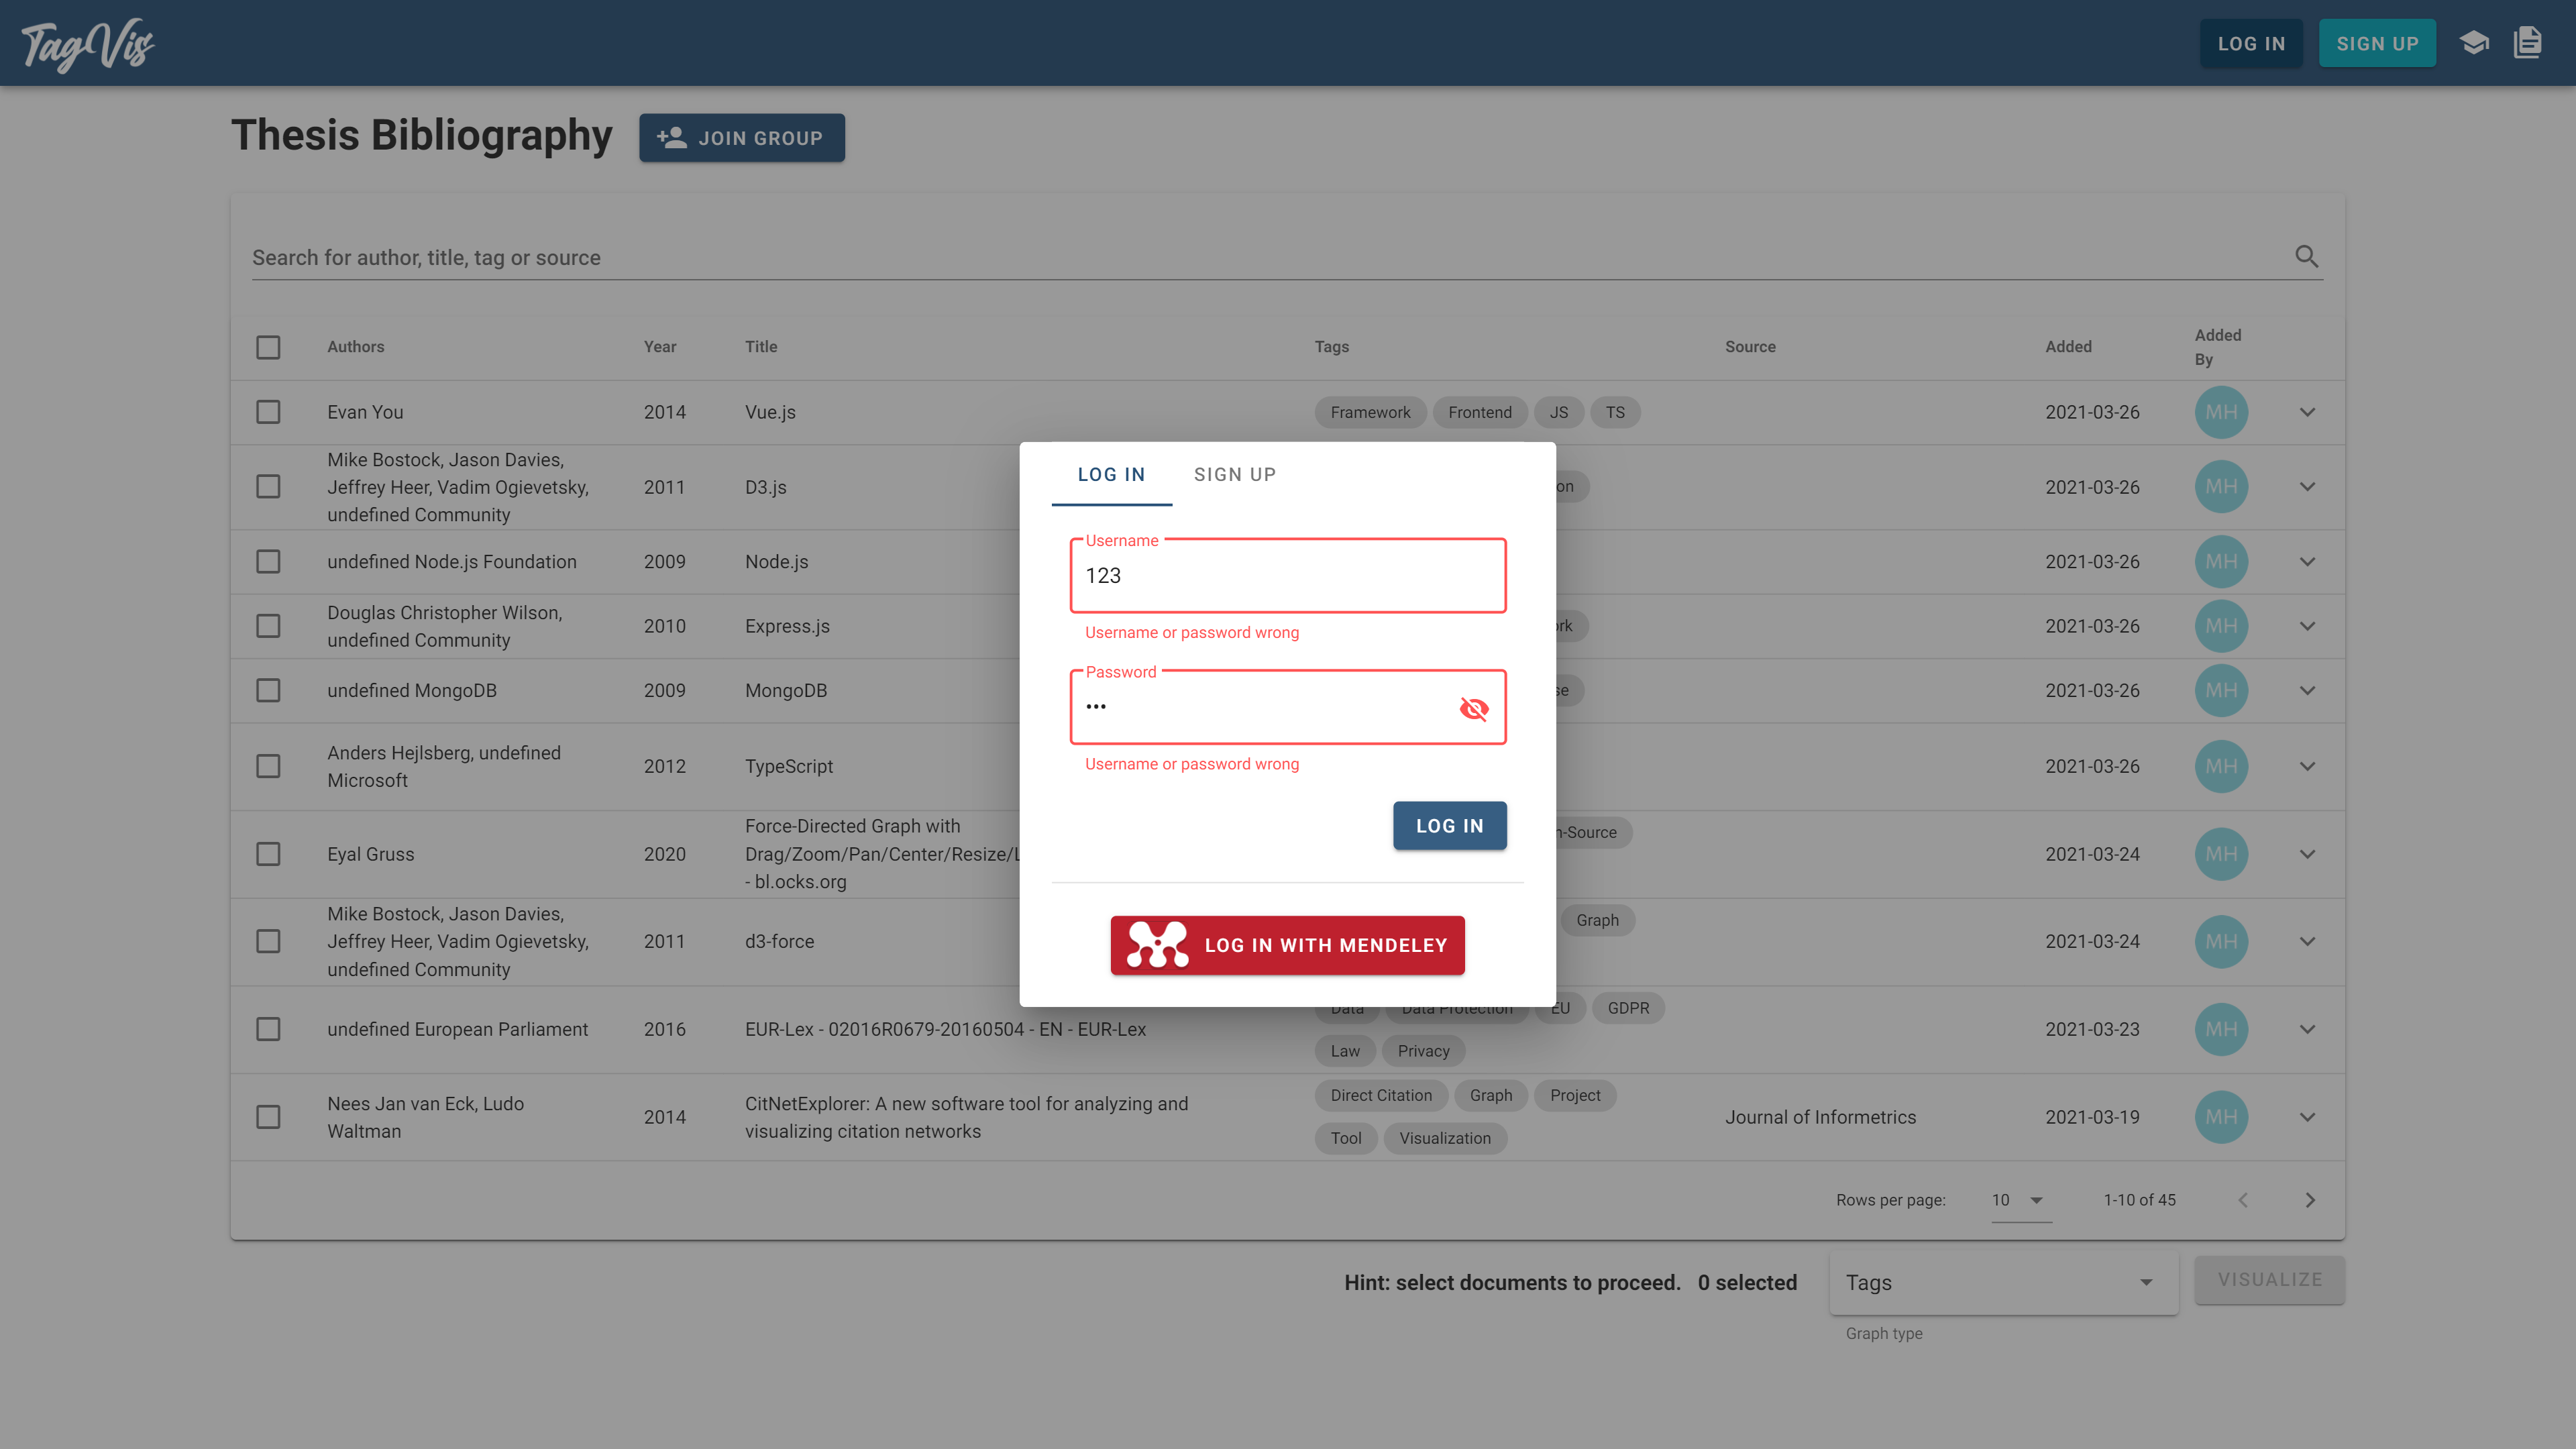 TagVis
LOG IN
SIGN UP
Thesis Bibliography
JOIN GROUP
Search for author, title, tag or source
Authors Year Title Tags Source Added Added By
Evan You 2014 Vue.js Framework Frontend JS TS 2021-03-26 MH
Mike Bostock, Jason Davies,
Jeffrey Heer, Vadim Ogievetsky,
undefined Community
2011 D3.js on 2021-03-26 MH
undefined Node.js Foundation 2009 Node.js 2021-03-26 MH
Douglas Christopher Wilson,
undefined Community
2010 Express.js rk 2021-03-26 MH
undefined MongoDB 2009 MongoDB se 2021-03-26 MH
Anders Hejlsberg, undefined
Microsoft
2012 TypeScript 2021-03-26 MH
Eyal Gruss 2020
Force-Directed Graph with
Drag/Zoom/Pan/Center/Resize/L
- bl.ocks.org
n-Source 2021-03-24 MH
Mike Bostock, Jason Davies,
Jeffrey Heer, Vadim Ogievetsky,
undefined Community
2011 d3-force Graph 2021-03-24 MH
undefined European Parliament 2016 EUR-Lex - 02016R0679-20160504 - EN - EUR-Lex
Data Data Protection EU GDPR
Law Privacy
2021-03-23 MH
Nees Jan van Eck, Ludo
Waltman
2014
CitNetExplorer: A new software tool for analyzing and
visualizing citation networks
Direct Citation Graph Project
Tool Visualization
Journal of Informetrics 2021-03-19 MH
Rows per page: 10 1-10 of 45
Hint: select documents to proceed. 0 selected
Tags
Graph type
VISUALIZE
LOG IN SIGN UP
Username
123
Username or password wrong
Password
•••
Username or password wrong
LOG IN
LOG IN WITH MENDELEY